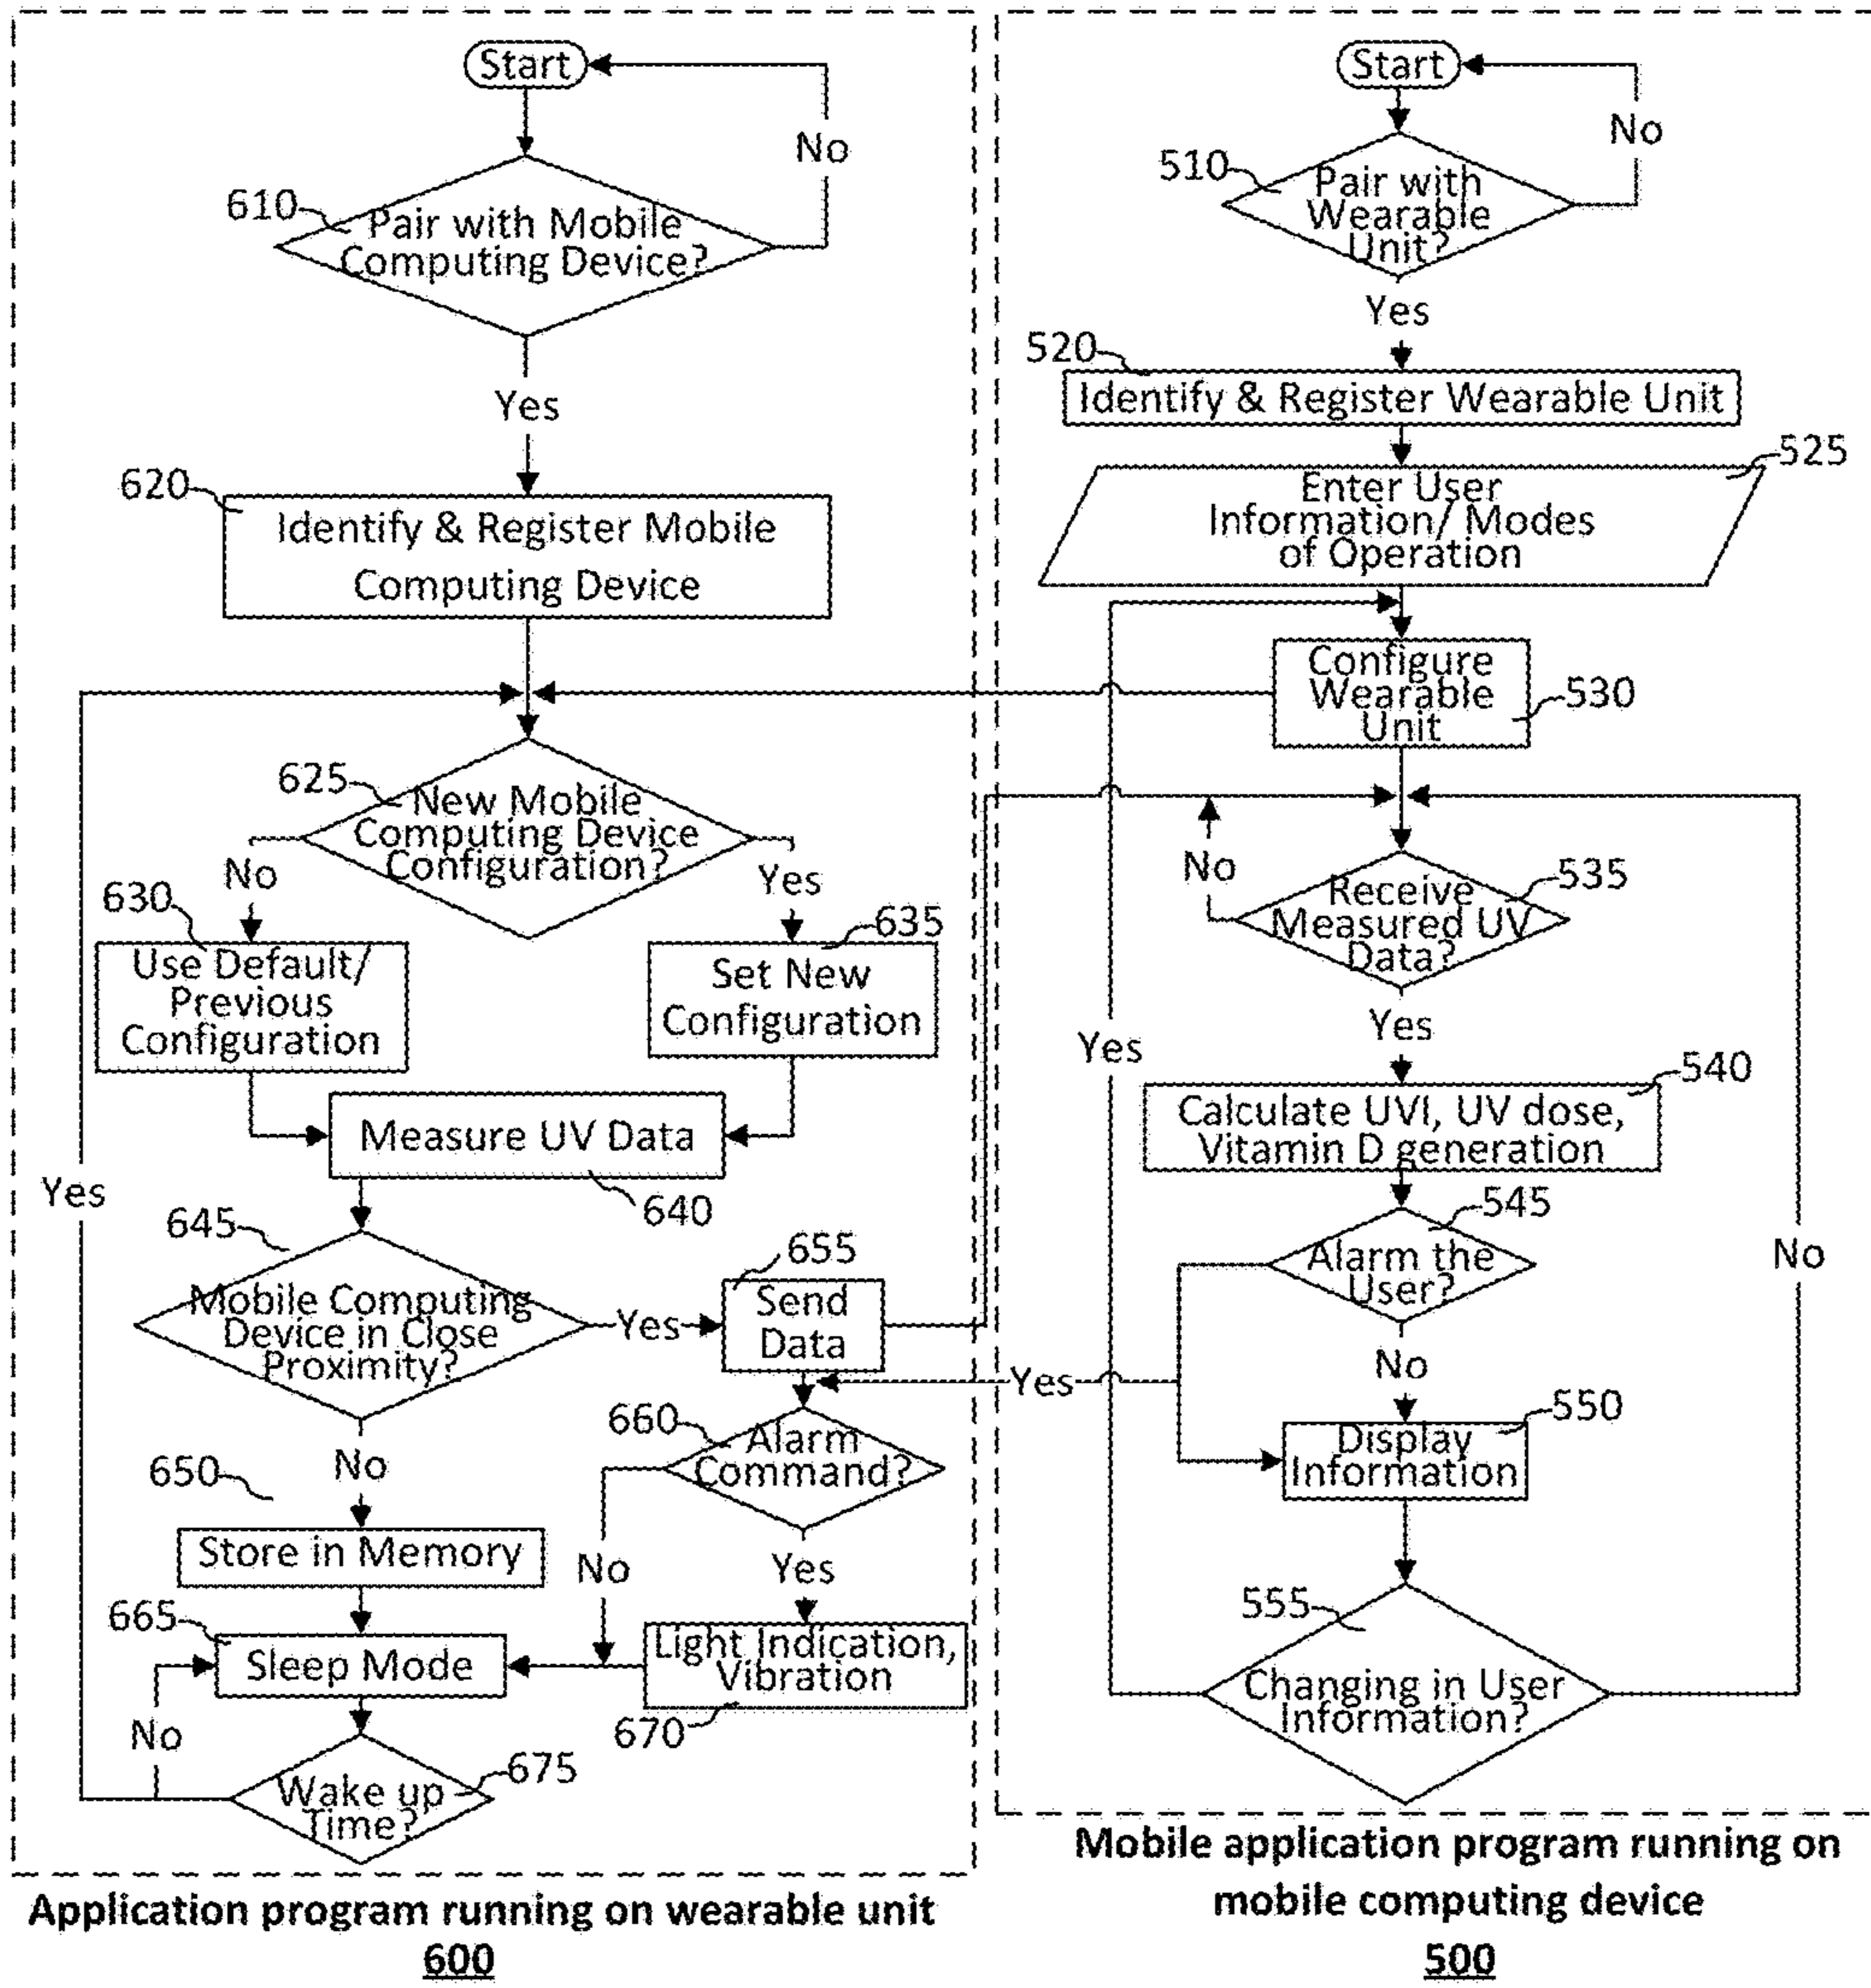 Start
No
610
Pair with Mobile
Computing Device?
Yes
620
Identify & Register Mobile
Computing Device
625
New Mobile
Computing Device
Configuration?
No
Yes
630
Use Default/
Previous
Configuration
635
Set New
Configuration
Measure UV Data
640
Yes
645
Mobile Computing
Device in Close
Proximity?
Yes
655
Send
Data
No
650
Store in Memory
660
Alarm
Command?
No
Yes
665
Sleep Mode
Light Indication,
Vibration
670
No
675
Wake up
Time?
Application program running on wearable unit
600
Start
No
510
Pair with
Wearable
Unit?
Yes
520
Identify & Register Wearable Unit
525
Enter User
Information/ Modes
of Operation
Configure
Wearable
Unit
530
No
535
Receive
Measured UV
Data?
Yes
Yes
540
Calculate UVI, UV dose,
Vitamin D generation
545
Alarm the
User?
No
Yes
No
550
Display
Information
555
Changing in User
Information?
Mobile application program running on
mobile computing device
500